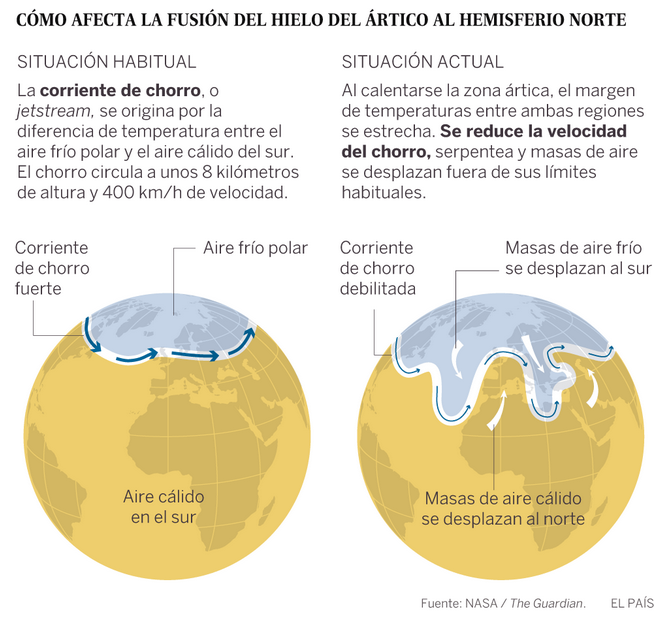 CÓMO AFECTA LA FUSIÓN DEL HIELO DEL ÁRTICO AL HEMISFERIO NORTE
SITUACIÓN HABITUAL
La corriente de chorro, o
jetstream, se origina por la
diferencia de temperatura entre el
aire frío polar y el aire cálido del sur.
El chorro circula a unos 8 kilómetros
de altura y 400 km/h de velocidad.
SITUACIÓN ACTUAL
Al calentarse la zona ártica, el margen
de temperaturas entre ambas regiones
se estrecha. Se reduce la velocidad
del chorro, serpentea y masas de aire
se desplazan fuera de sus límites
habituales.
Corriente
de chorro
fuerte
Aire frío polar
Aire cálido
en el sur
Corriente
de chorro
debilitada
Masas de aire frío
se desplazan al sur
Masas de aire cálido
se desplazan al norte
Fuente: NASA / The Guardian.
EL PAÍS